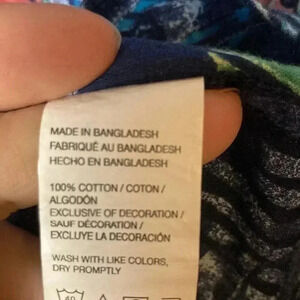 MADE IN BANGLADESH
FABRIQUÉ AU BANGLADESH
HECHO EN BANGLADESH
100% COTTON / COTON /
ALGODÓN
EXCLUSIVE OF DECORATION /
SAUF DÉCORATION /
EXCLUYE LA DECORACIÓN
WASH WITH LIKE COLORS,
DRY PROMPTLY
40